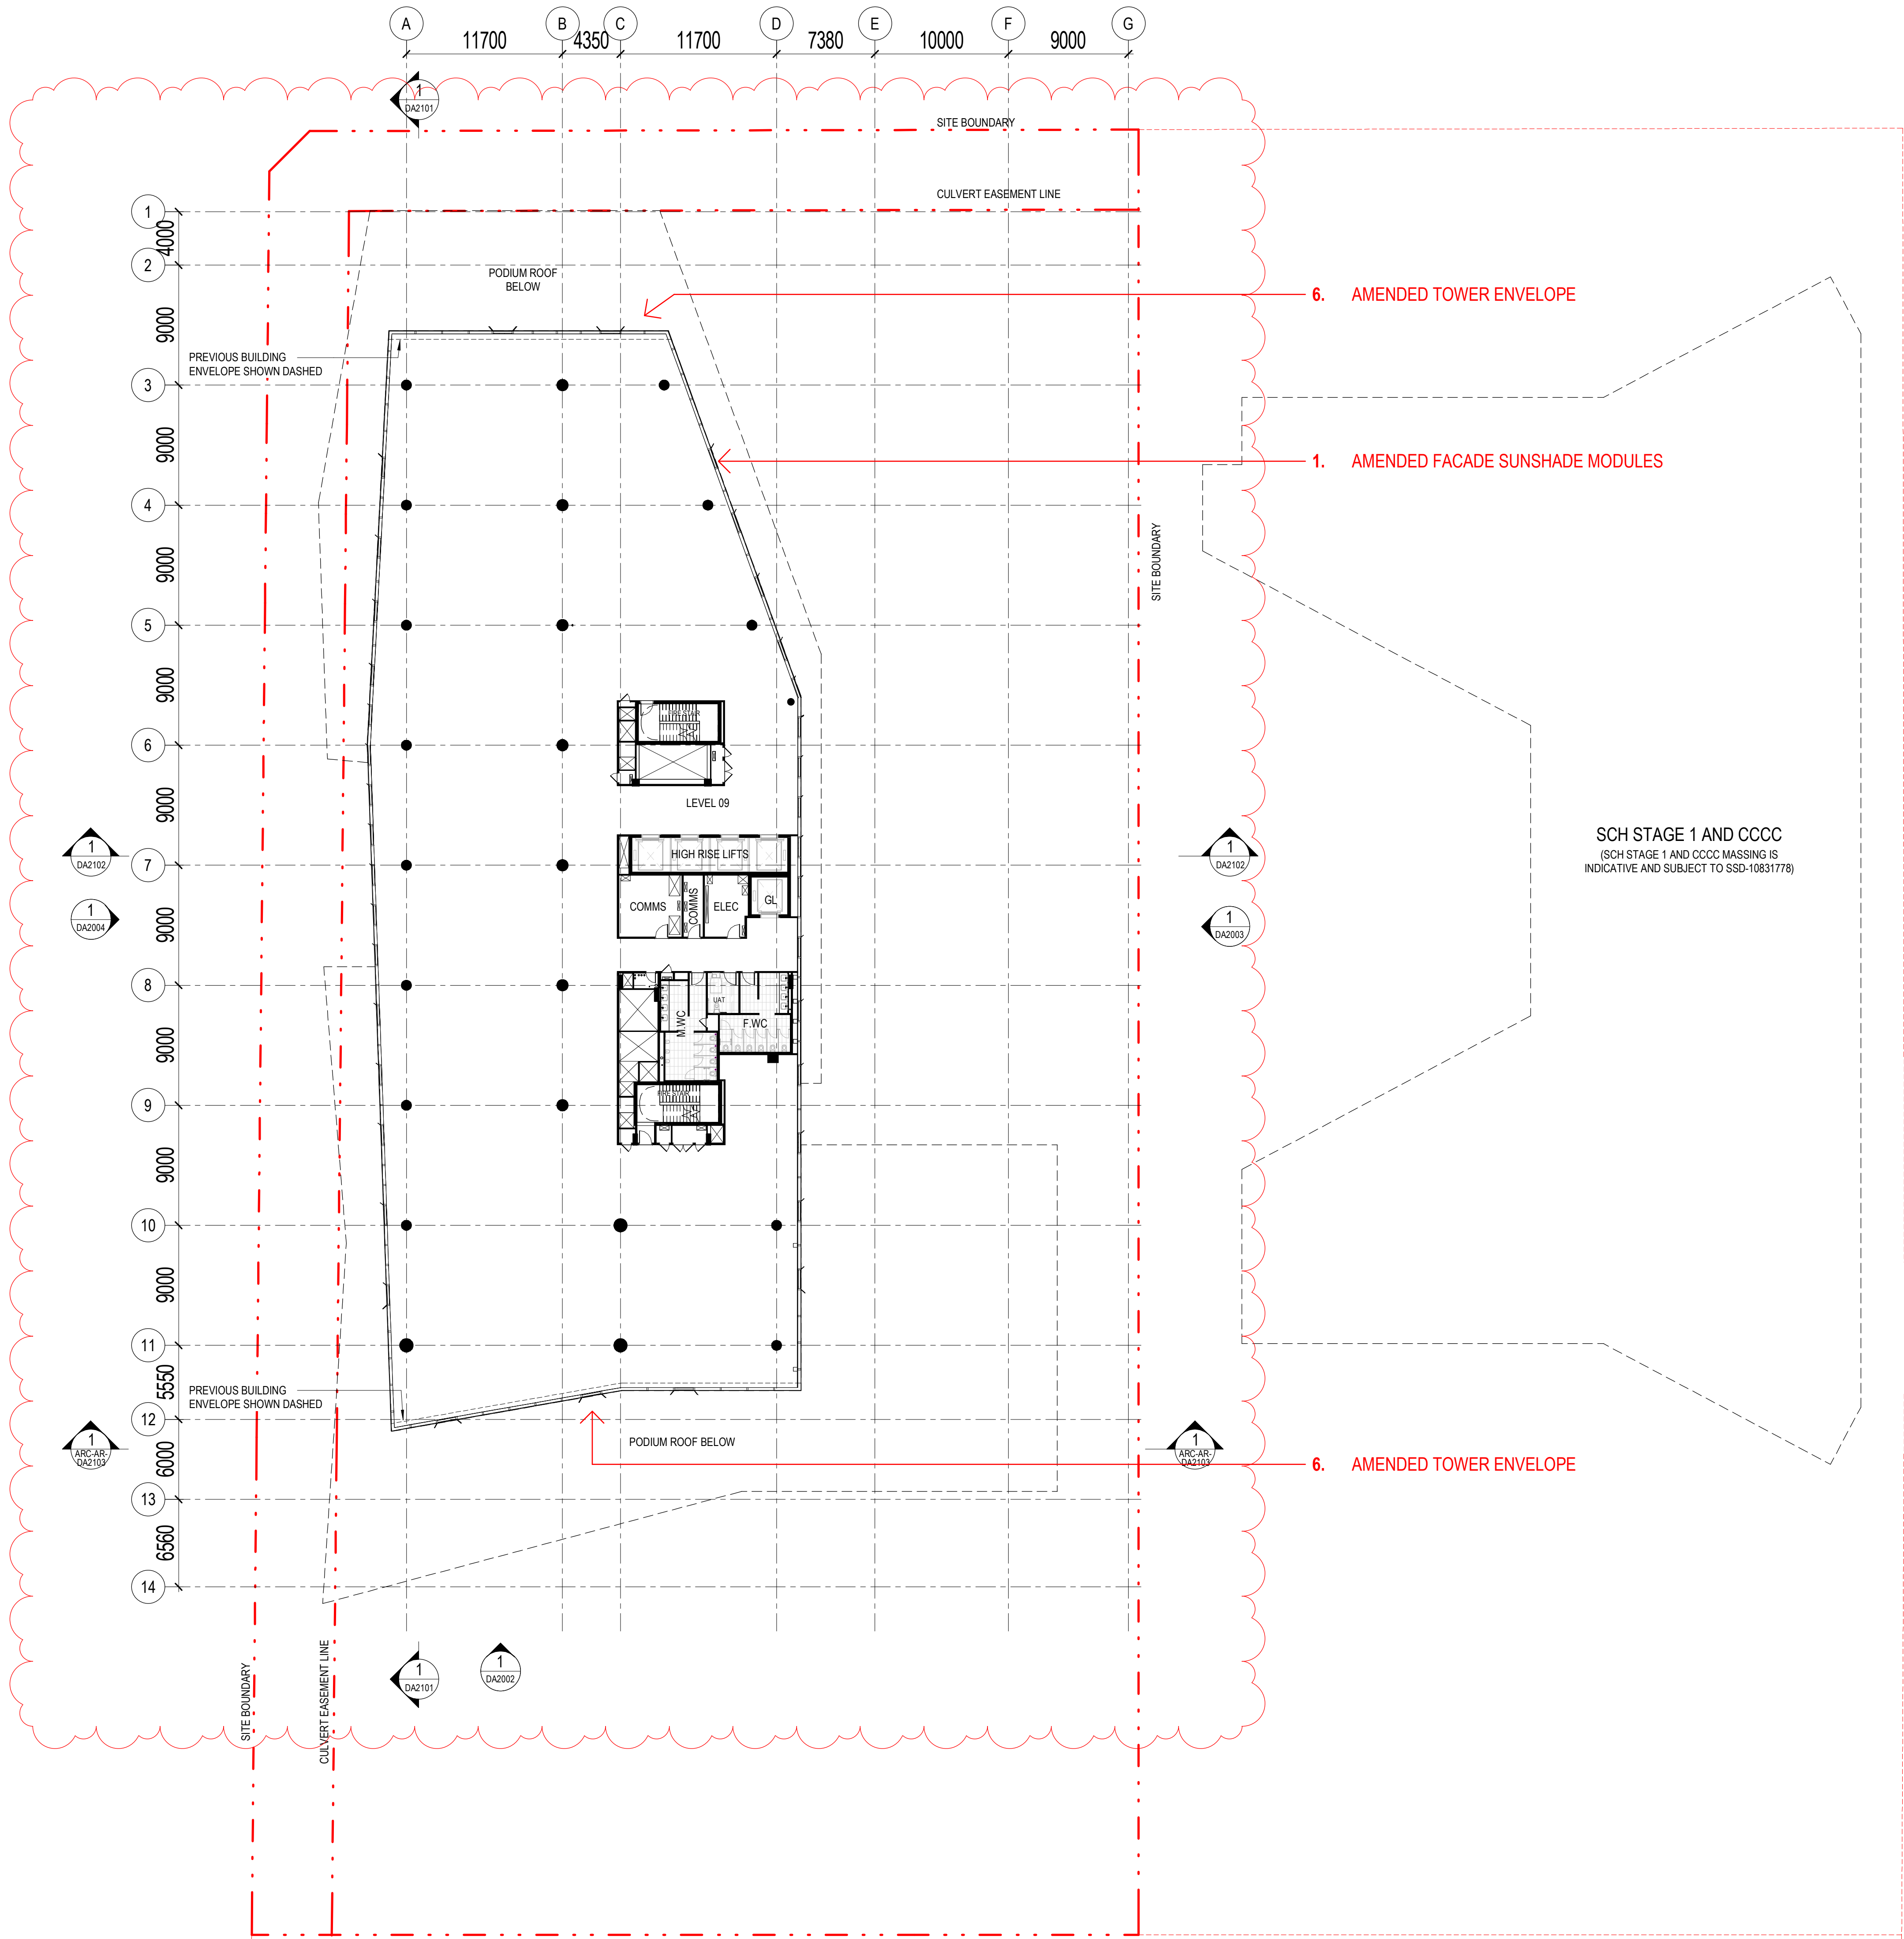 A
B
C
D
E
F
G
11700
4350
11700
7380
10000
9000
1
DA2101
SITE BOUNDARY
CULVERT EASEMENT LINE
1
4000
2
PODIUM ROOF
BELOW
6. AMENDED TOWER ENVELOPE
9000
PREVIOUS BUILDING
ENVELOPE SHOWN DASHED
3
9000
1. AMENDED FACADE SUNSHADE MODULES
4
9000
SITE BOUNDARY
5
9000
FIRE STAIR
6
LEVEL 09
9000
1
DA2102
7
HIGH RISE LIFTS
1
DA2102
SCH STAGE 1 AND CCCC
(SCH STAGE 1 AND CCCC MASSING IS
INDICATIVE AND SUBJECT TO SSD-10831778)
COMMS
COMMS
ELEC
GL
1
DA2004
9000
1
DA2003
8
UAT
M.WC
F.WC
9000
FIRE STAIR
9
9000
10
9000
11
5550
PREVIOUS BUILDING
ENVELOPE SHOWN DASHED
12
1
ARC-AR-
DA2103
6000
PODIUM ROOF BELOW
1
ARC-AR-
DA2103
6. AMENDED TOWER ENVELOPE
13
6560
14
1
DA2101
1
DA2002
SITE BOUNDARY
CULVERT EASEMENT LINE